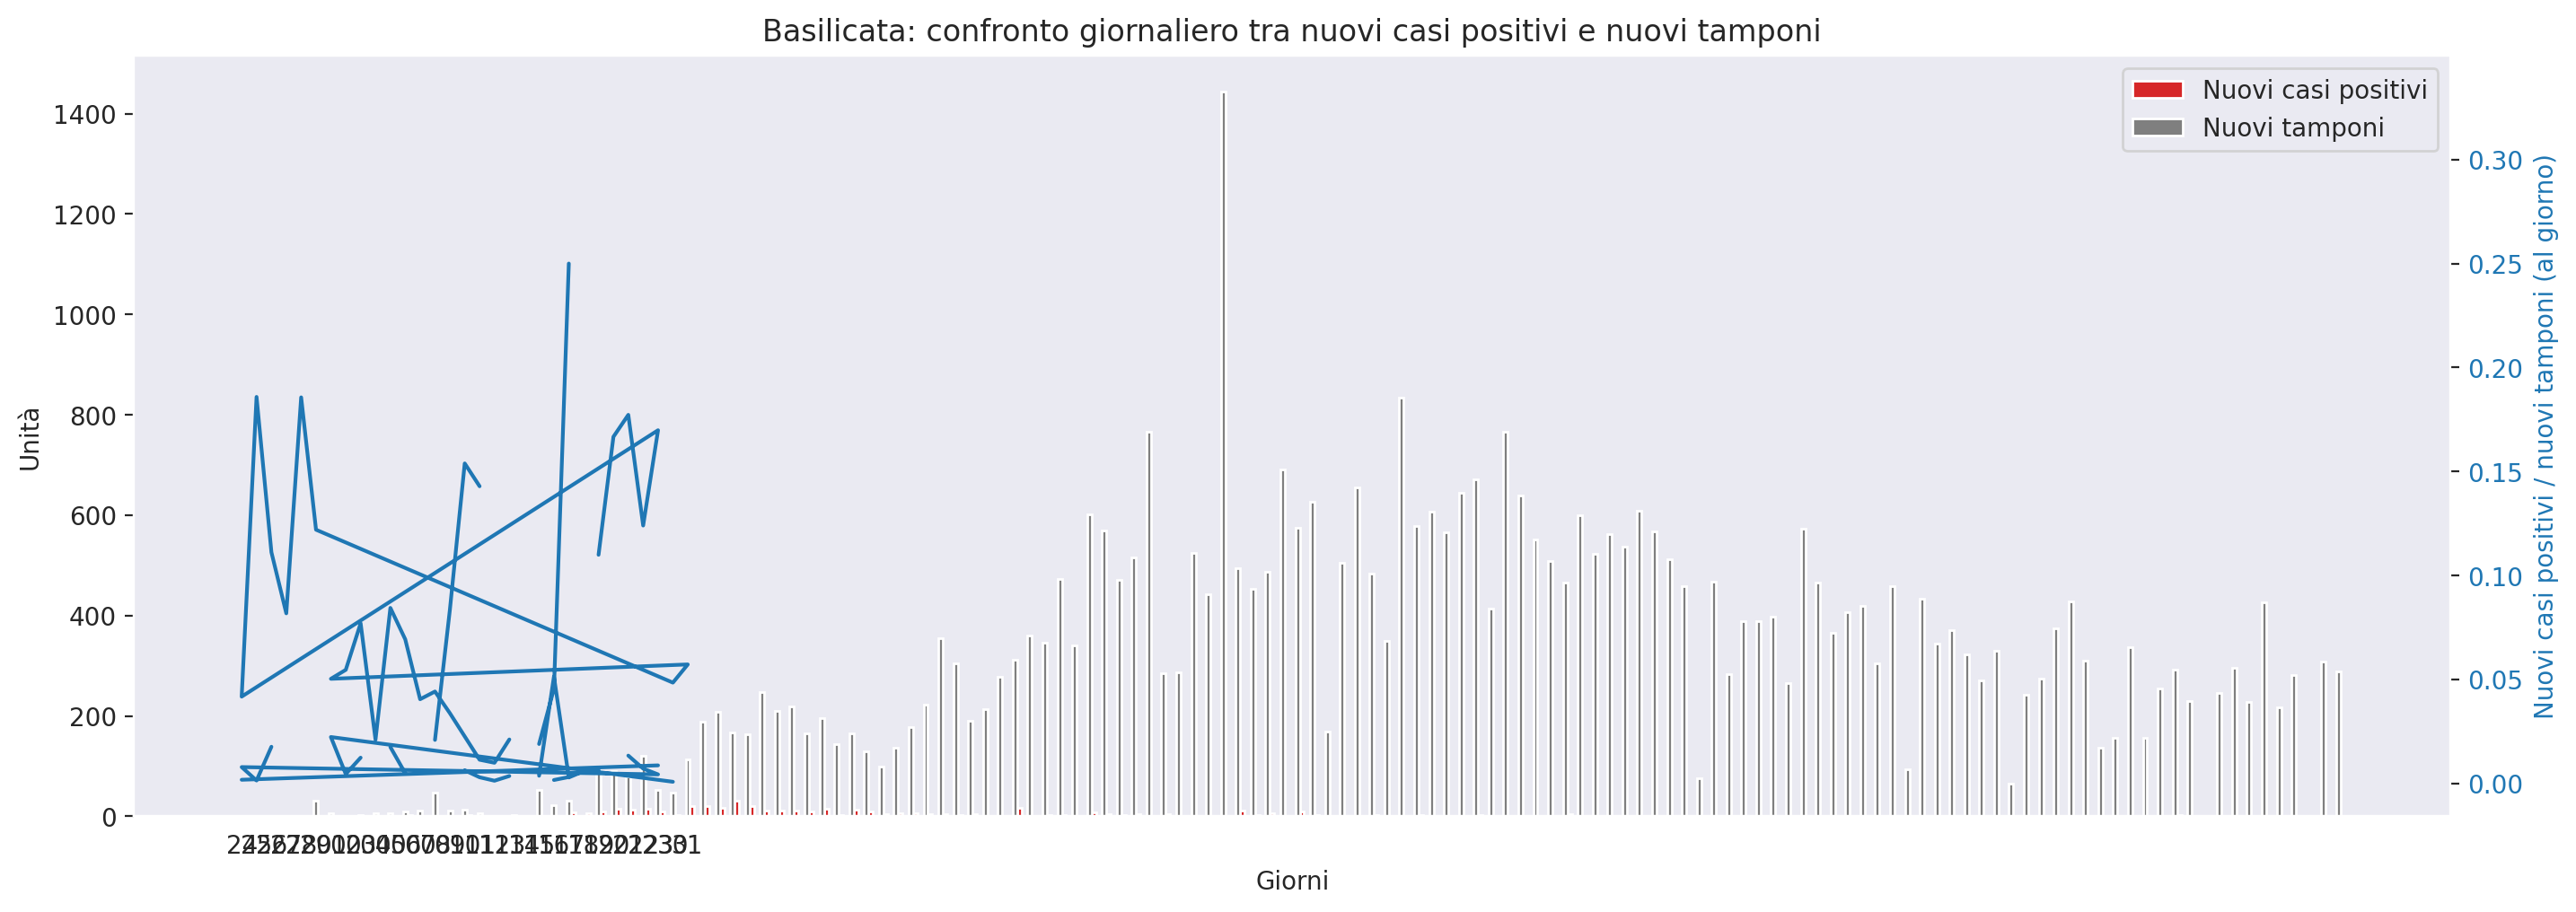 Basilicata: confronto giornaliero tra nuovi casi positivi e nuovi tamponi
Nuovi casi positivi
Nuovi tamponi
1400
1200
1000
800
600
400
200
0
Unità
0.30
0.25
0.20
0.15
0.10
0.05
0.00
Nuovi casi positivi / nuovi tamponi (al giorno)
Giorni